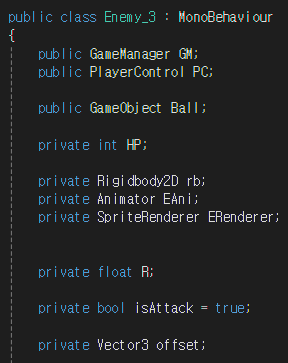 public class Enemy_3 : MonoBehaviour
{
public GameManager GM;
public PlayerControl PC;
public GameObject Ball;
private int HP;
private Rigidbody2D rb;
private Animator EAni;
private SpriteRenderer ERenderer;
private float R;
private bool isAttack = true;
private Vector3 offset;